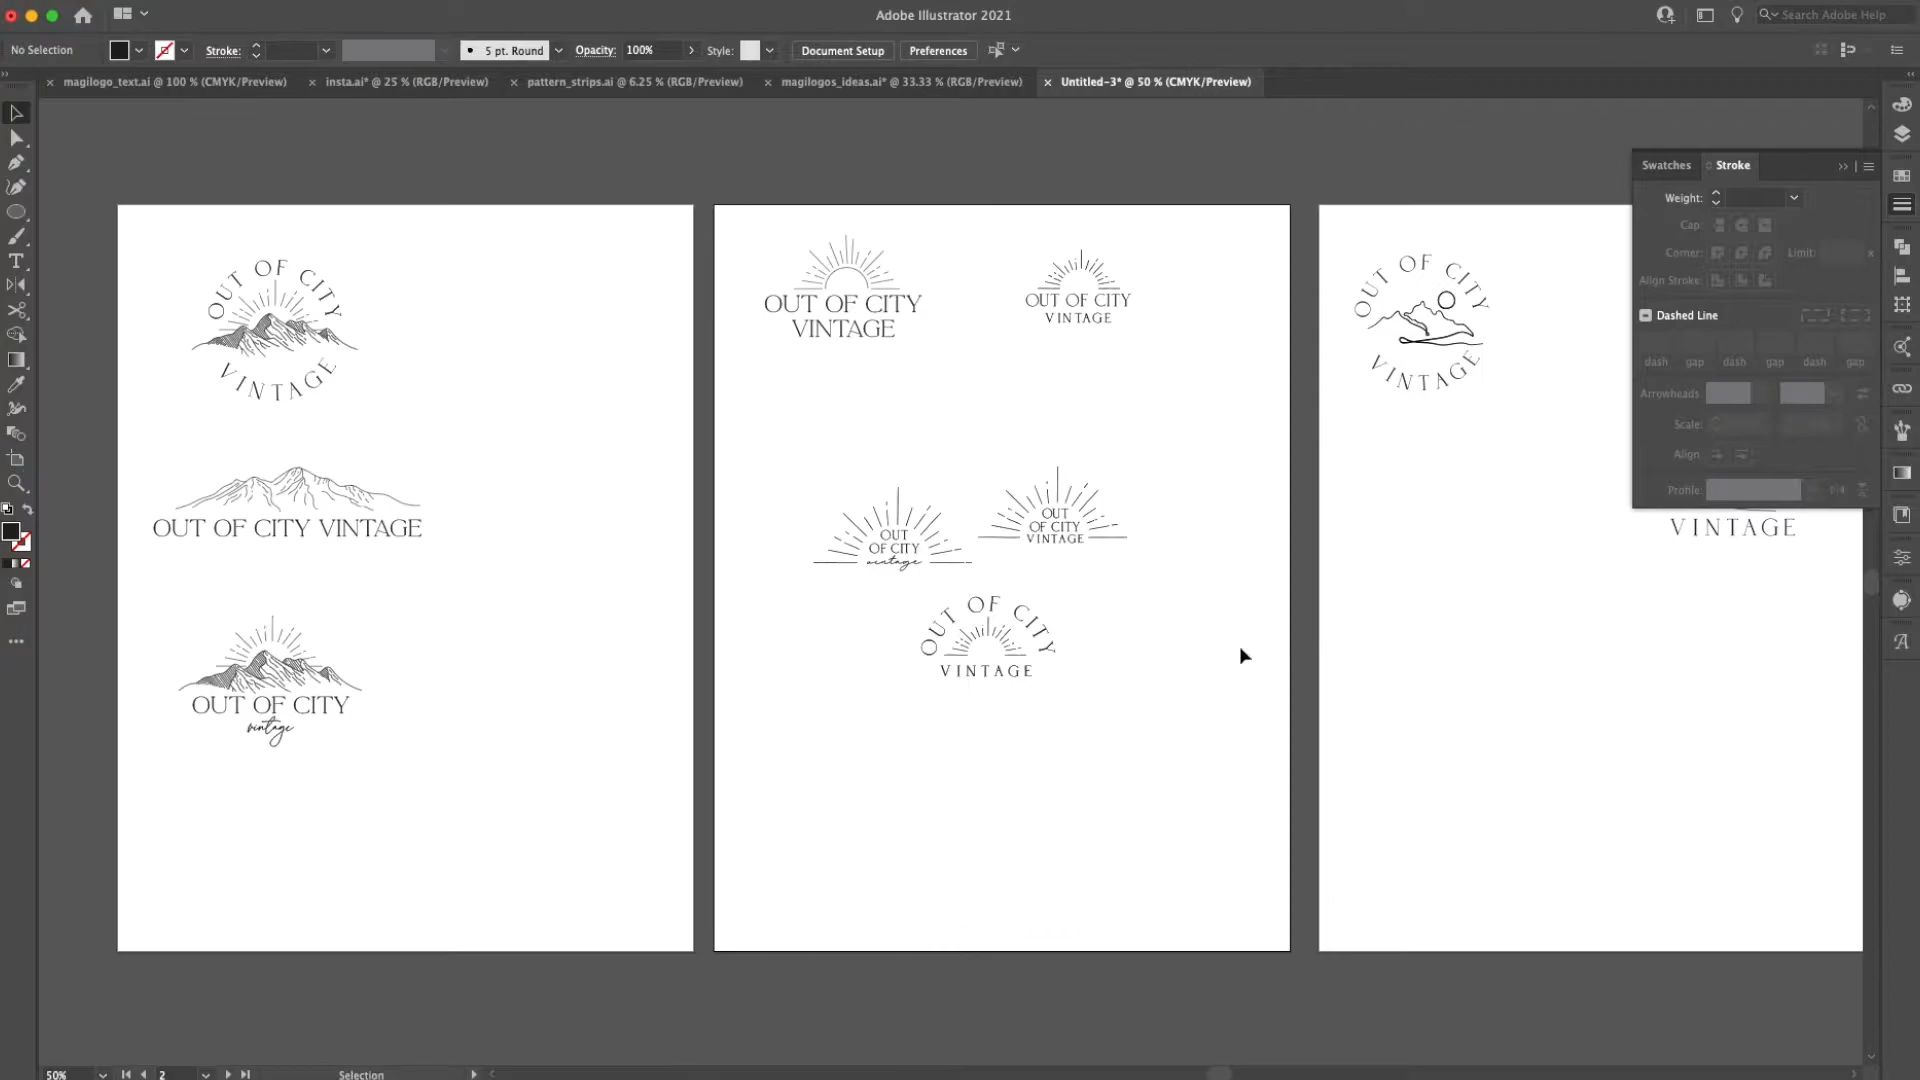 Adobe Illustrator 2021
Search Adobe Help
No Selection
Stroke:
5 pt. Round
Opacity:
100%
Style:
Document Setup
Preferences
magilogo_text.ai @ 100 % (CMYK/Preview)
insta.ai* @ 25 % (RGB/Preview)
pattern_strips.ai @ 6.25 % (RGB/Preview)
magilogos_ideas.ai* @ 33.33 % (RGB/Preview)
Untitled-3* @ 50 % (CMYK/Preview)
OUT OF CITY
VINTAGE
OUT OF CITY VINTAGE
OUT OF CITY
vintage
OUT OF CITY
VINTAGE
OUT OF CITY
VINTAGE
OUT
OF CITY
vintage
OUT
OF CITY
VINTAGE
OUT OF CITY
VINTAGE
OUT OF CITY
VINTAGE
VINTAGE
Swatches
Stroke
Weight:
Cap:
Corner:
Limit:
Align Stroke:
Dashed Line
dash
gap
dash
gap
dash
gap
Arrowheads:
Scale:
Align:
Profile:
50%
2
Selection